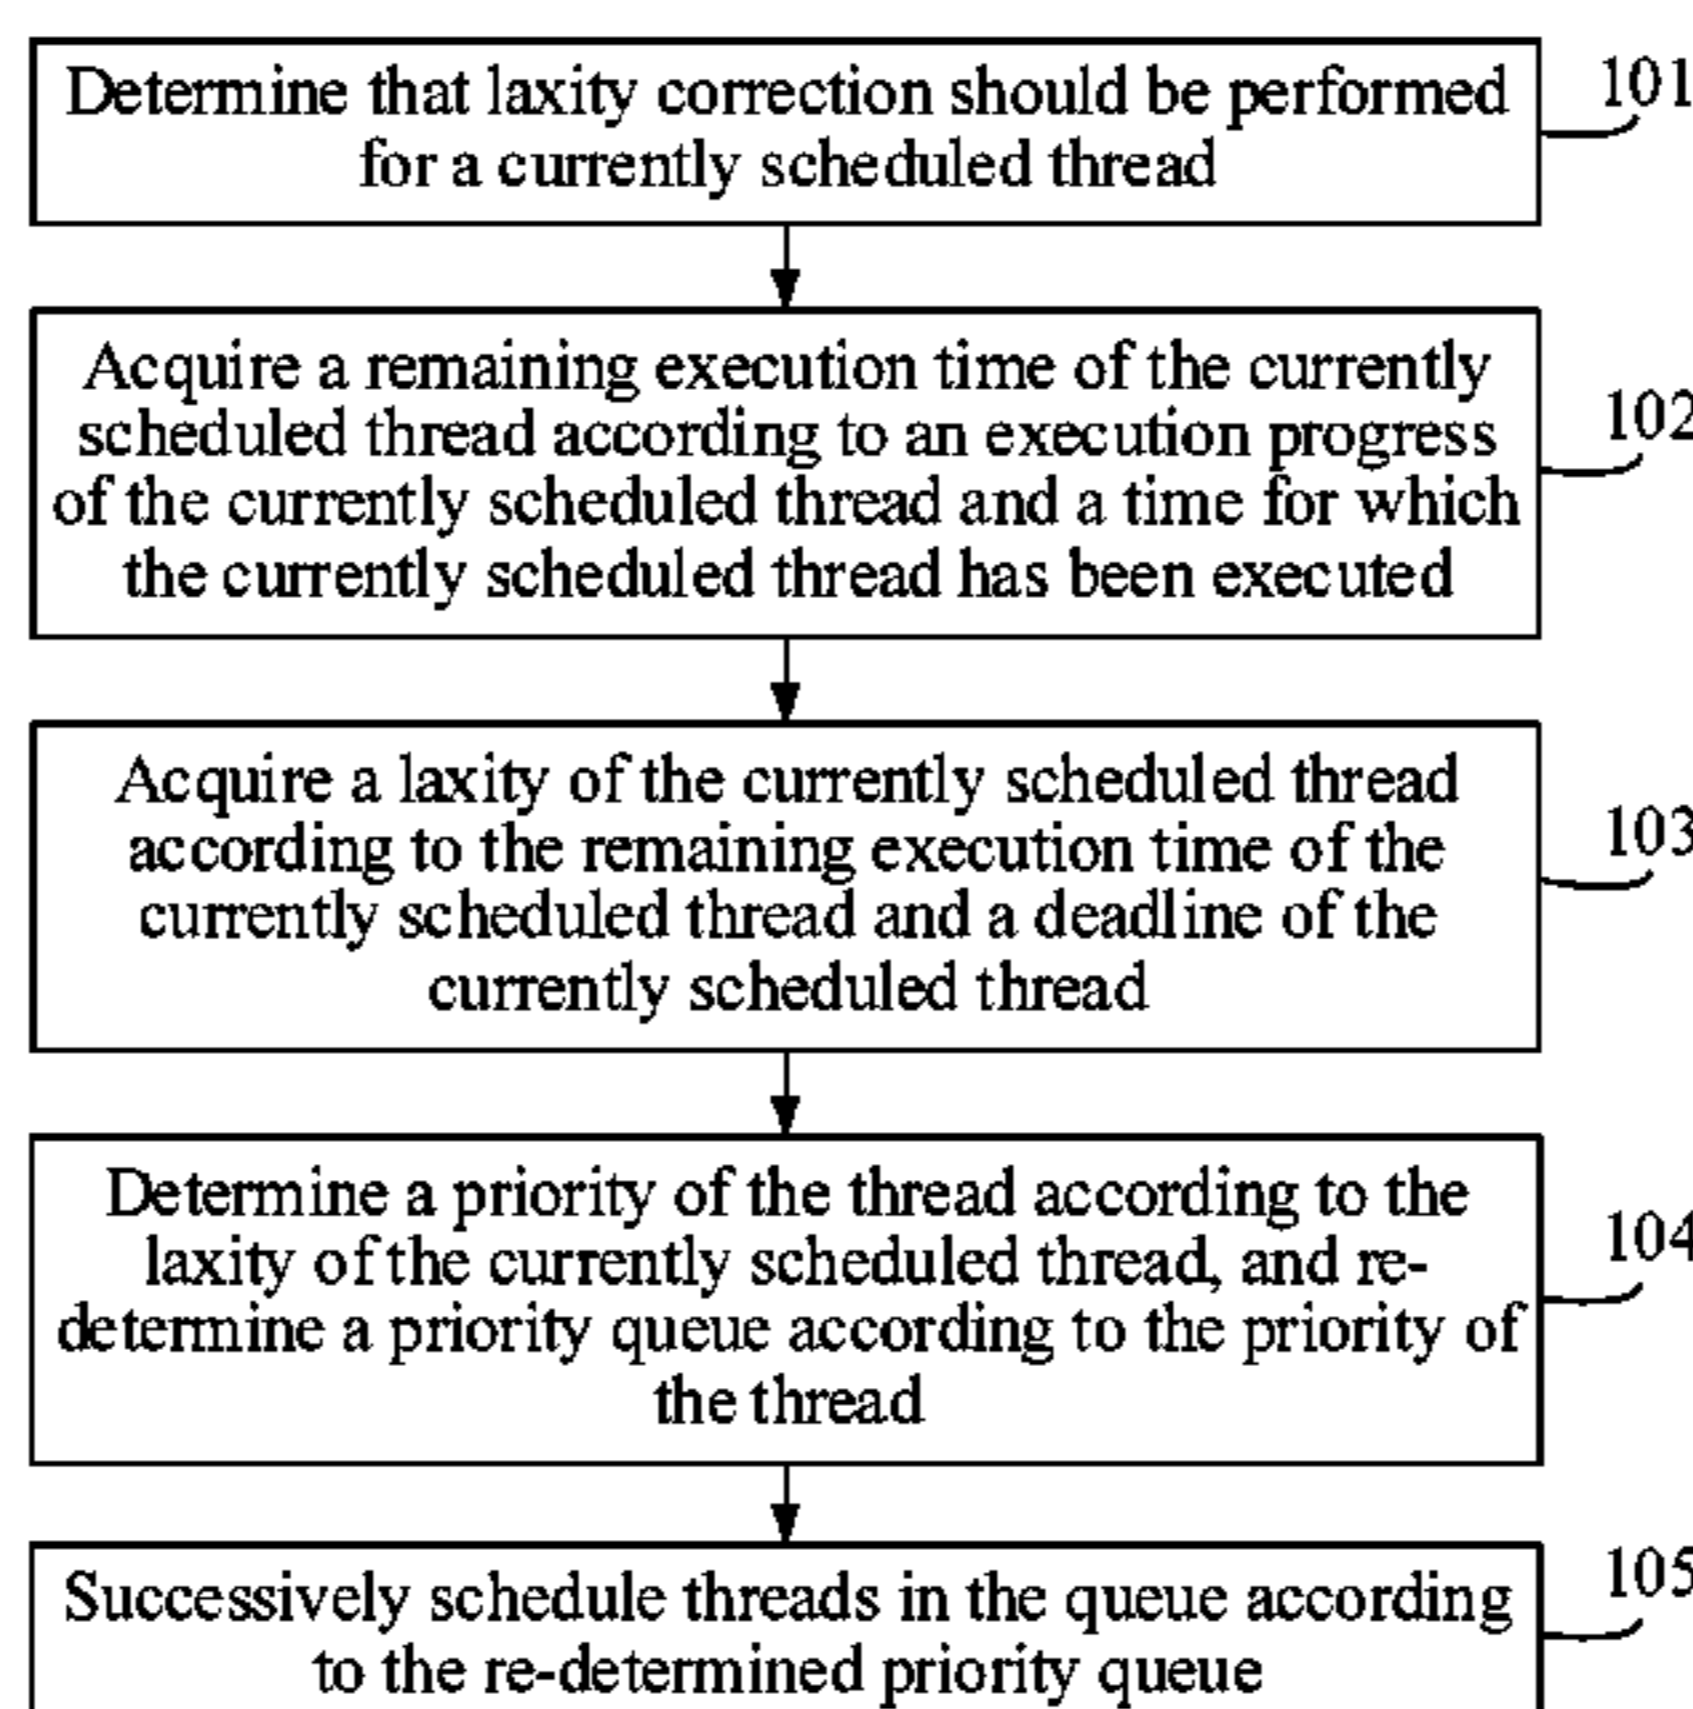 Determine that laxity correction should be performed
for a currently scheduled thread
101
Acquire a remaining execution time of the currently
scheduled thread according to an execution progress
of the currently scheduled thread and a time for which
the currently scheduled thread has been executed
102
Acquire a laxity of the currently scheduled thread
according to the remaining execution time of the
currently scheduled thread and a deadline of the
currently scheduled thread
103
Determine a priority of the thread according to the
laxity of the currently scheduled thread, and re-
determine a priority queue according to the priority of
the thread
104
Successively schedule threads in the queue according
to the re-determined priority queue
105